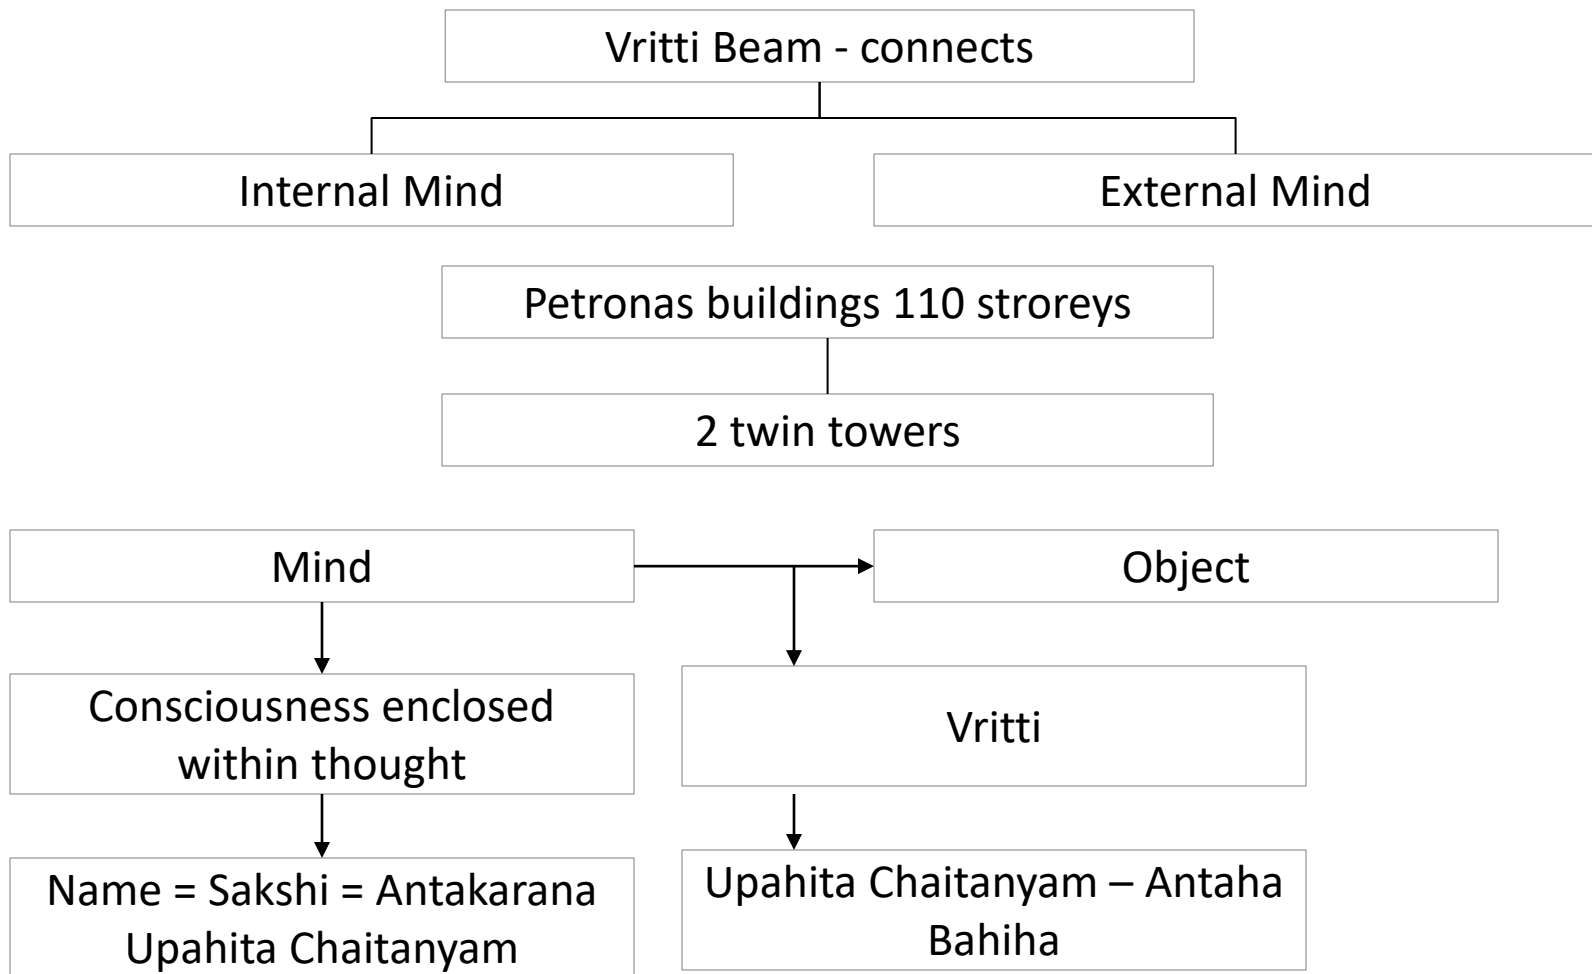 Vritti Beam - connects
Internal Mind
External Mind
Petronas buildings 110 stroreys
2 twin towers
Mind
Object
Consciousness enclosed
within thought
Vritti
Name = Sakshi = Antakarana
Upahita Chaitanyam
Upahita Chaitanyam – Antaha
Bahiha